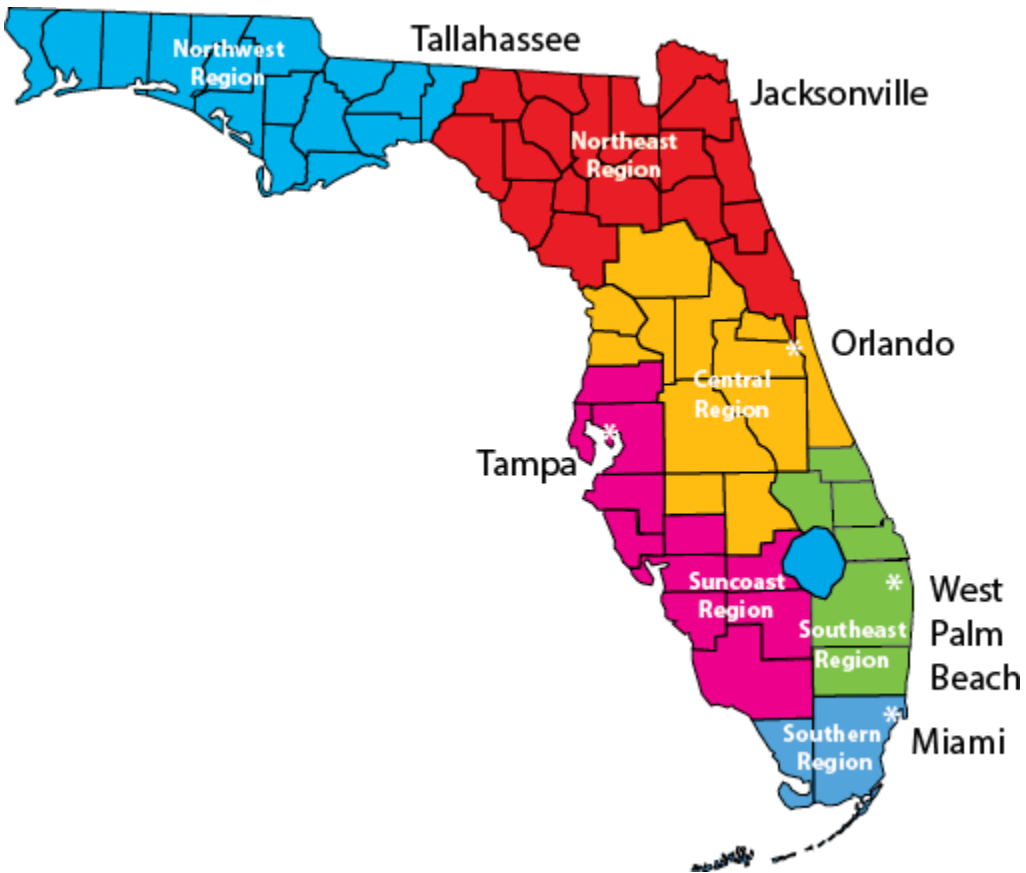 Tallahassee
Northwest
Region
Jacksonville
Northeast
Region
Orlando
*
Central
Region
*
Tampa
Suncoast
Region
*
West
Palm
Beach
Southeast
Region
*
Miami
Southern
Region